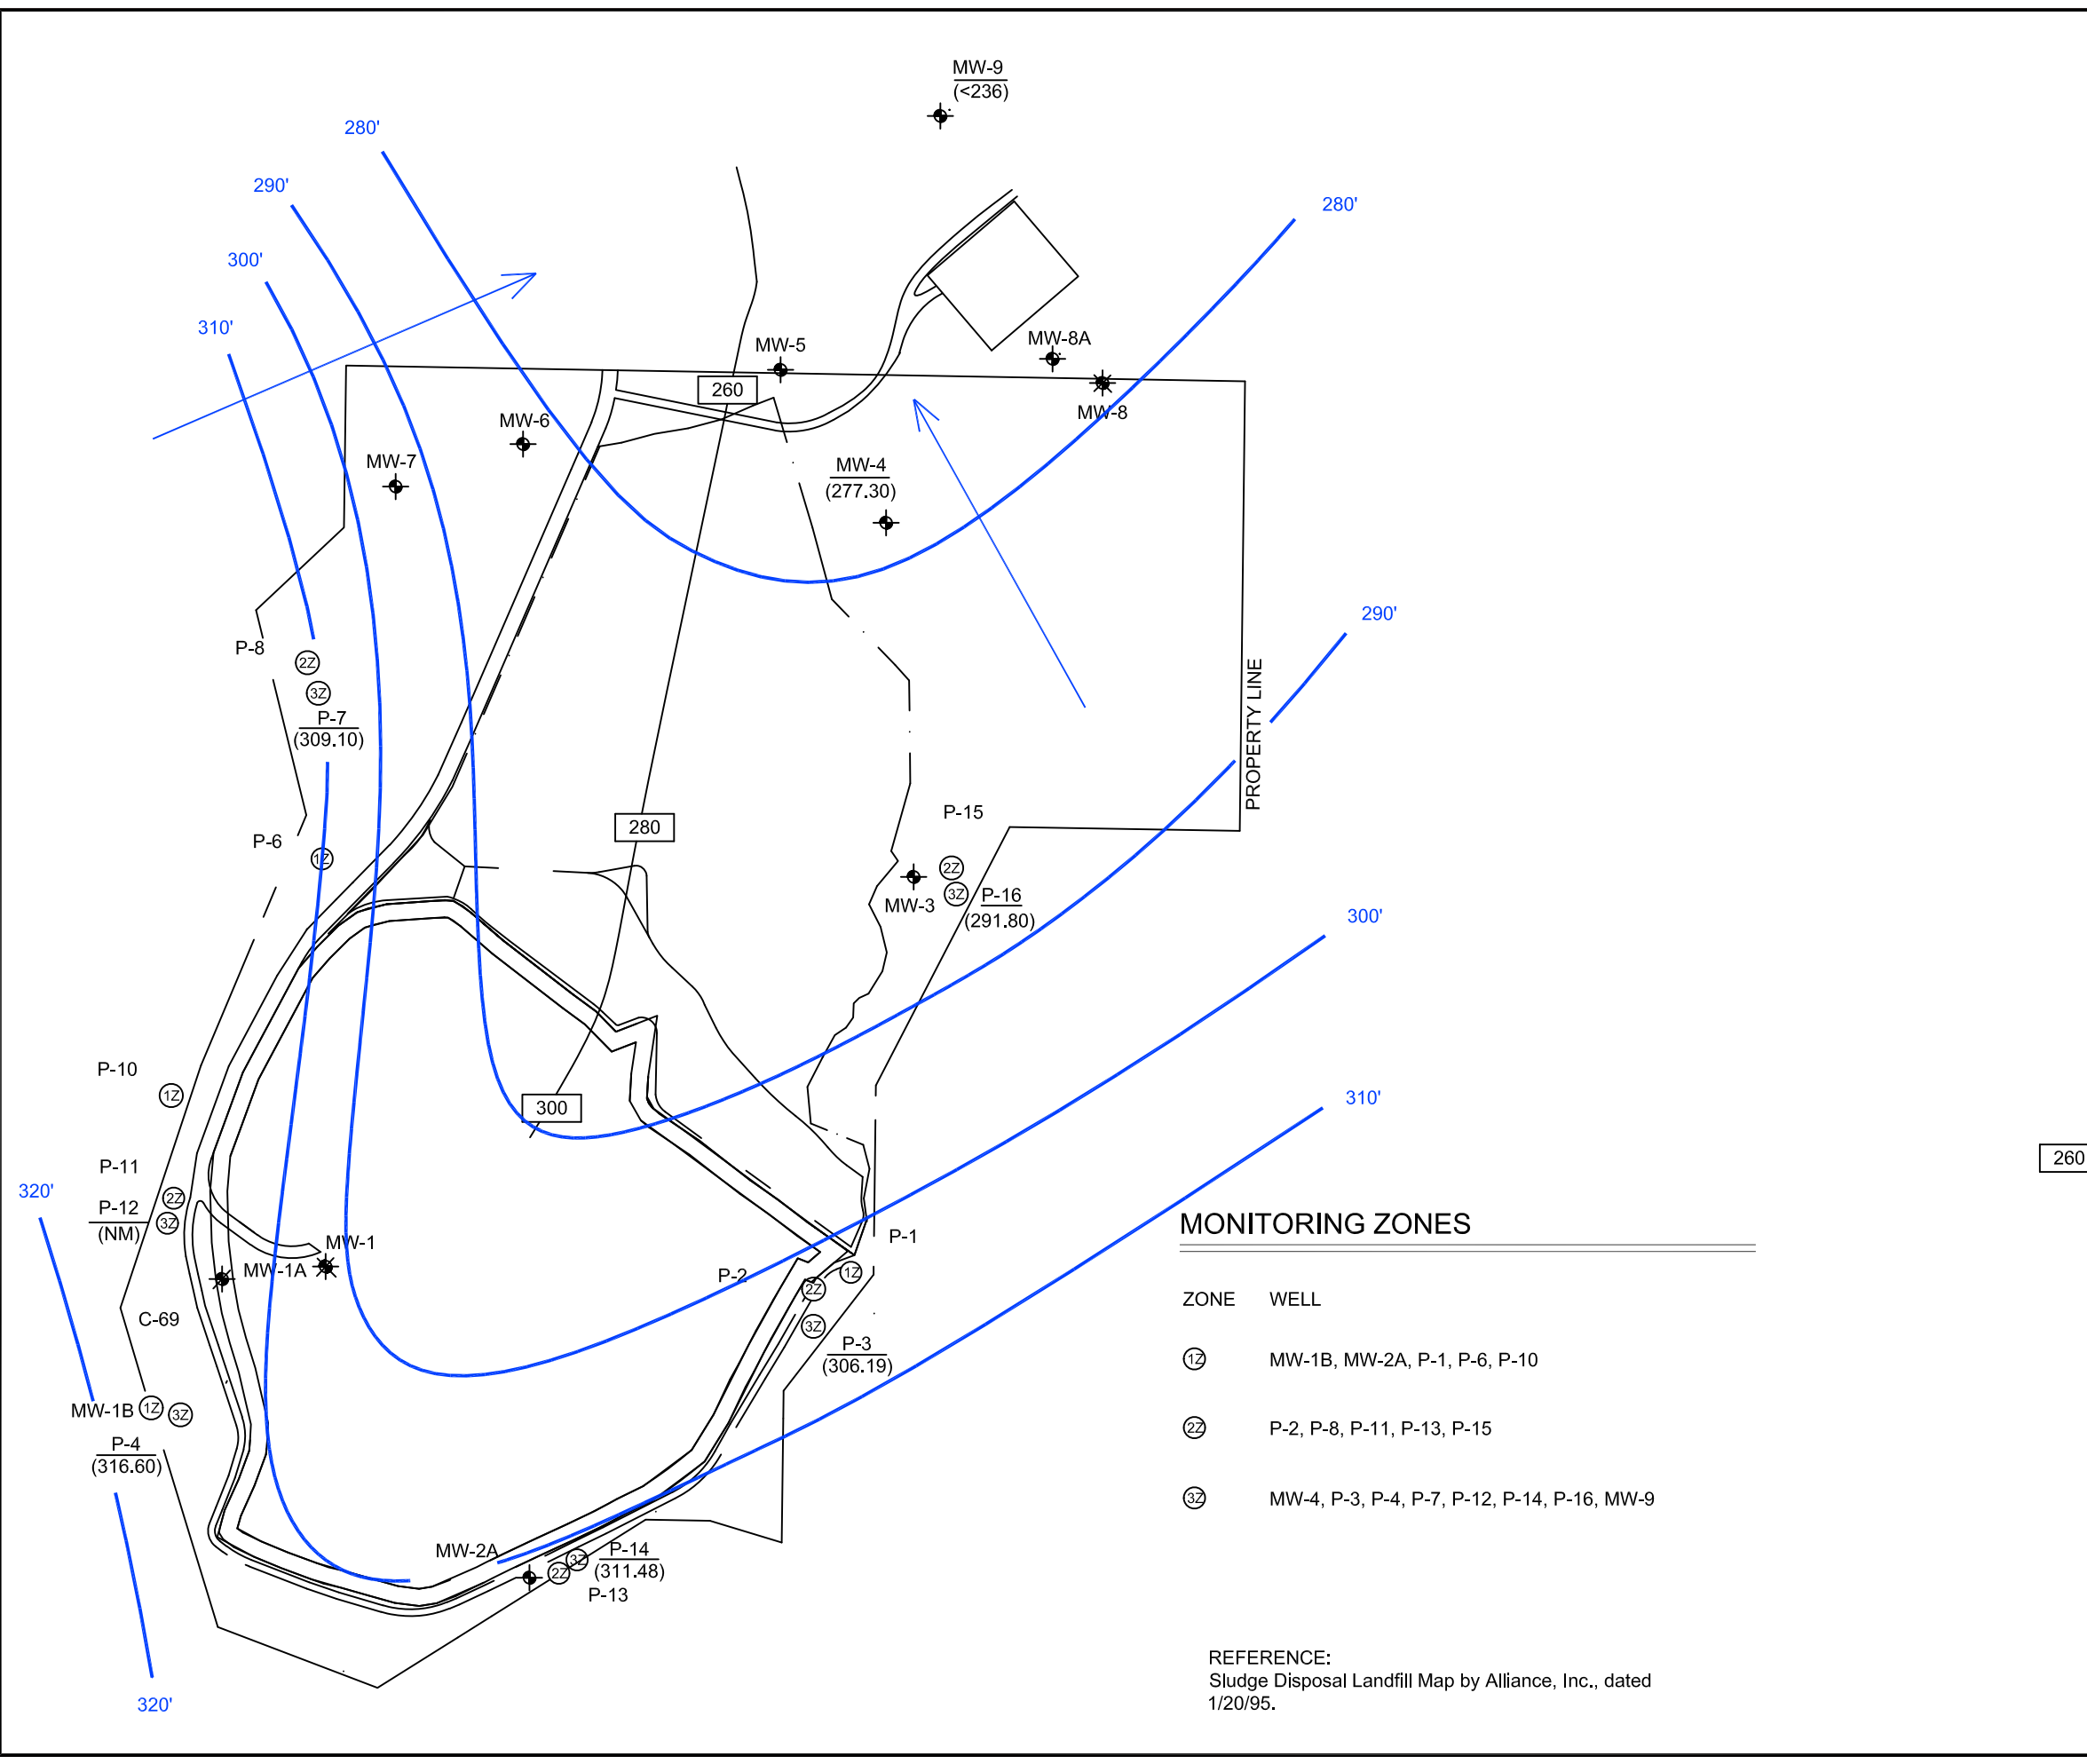 MW-9
(<236)
280'
290'
280'
300'
310'
MW-5
MW-8A
260
MW-8
MW-6
MW-7
MW-4
(277.30)
290'
P-8
2Z
3Z
P-7
(309.10)
PROPERTY LINE
P-15
280
P-6
1Z
2Z
3Z
MW-3
P-16
(291.80)
300'
P-10
1Z
300
310'
P-11
2Z
320'
P-12
(NM)
3Z
260
MONITORING ZONES
P-1
MW-1
MW-1A
P-2
1Z
2Z
ZONE WELL
C-69
3Z
P-3
(306.19)
1Z MW-1B, MW-2A, P-1, P-6, P-10
MW-1B 1Z 3Z
2Z P-2, P-8, P-11, P-13, P-15
P-4
(316.60)
3Z MW-4, P-3, P-4, P-7, P-12, P-14, P-16, MW-9
MW-2A
3Z
P-14
(311.48)
2Z
P-13
REFERENCE:
Sludge Disposal Landfill Map by Alliance, Inc., dated
1/20/95.
320'